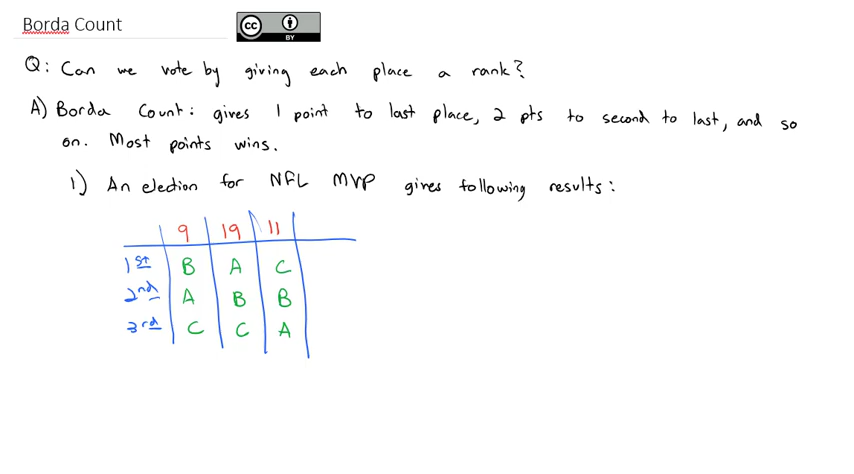 Borda Count
cc BY
Q: Can we vote by giving each place a rank?
A) Borda Count: gives 1 point to last place, 2 pts to second to last, and so
on. Most points wins.
1) An election for NFL MVP gives following results:
9 19 11
1st B A C
2nd A B B
3rd C C A